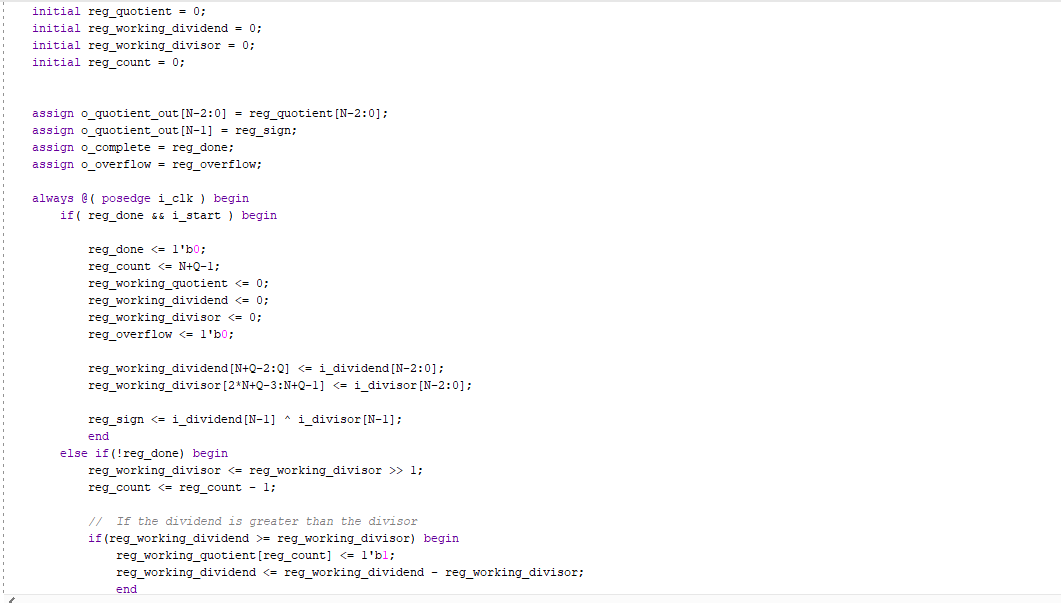 initial reg_quotient = 0;
initial reg_working_dividend = 0;
initial reg_working_divisor = 0;
initial reg_count = 0;
assign o_quotient_out[N-2:0] = reg_quotient[N-2:0];
assign o_quotient_out[N-1] = reg_sign;
assign o_complete = reg_done;
assign o_overflow = reg_overflow;
always @( posedge i_clk ) begin
if( reg_done && i_start ) begin
reg_done <= 1'b0;
reg_count <= N+Q-1;
reg_working_quotient <= 0;
reg_working_dividend <= 0;
reg_working_divisor <= 0;
reg_overflow <= 1'b0;
reg_working_dividend[N+Q-2:Q] <= i_dividend[N-2:0];
reg_working_divisor[2*N+Q-3:N+Q-1] <= i_divisor[N-2:0];
reg_sign <= i_dividend[N-1] ^ i_divisor[N-1];
end
else if(!reg_done) begin
reg_working_divisor <= reg_working_divisor >> 1;
reg_count <= reg_count - 1;
//  If the dividend is greater than the divisor
if(reg_working_dividend >= reg_working_divisor) begin
reg_working_quotient[reg_count] <= 1'b1;
reg_working_dividend <= reg_working_dividend - reg_working_divisor;
end